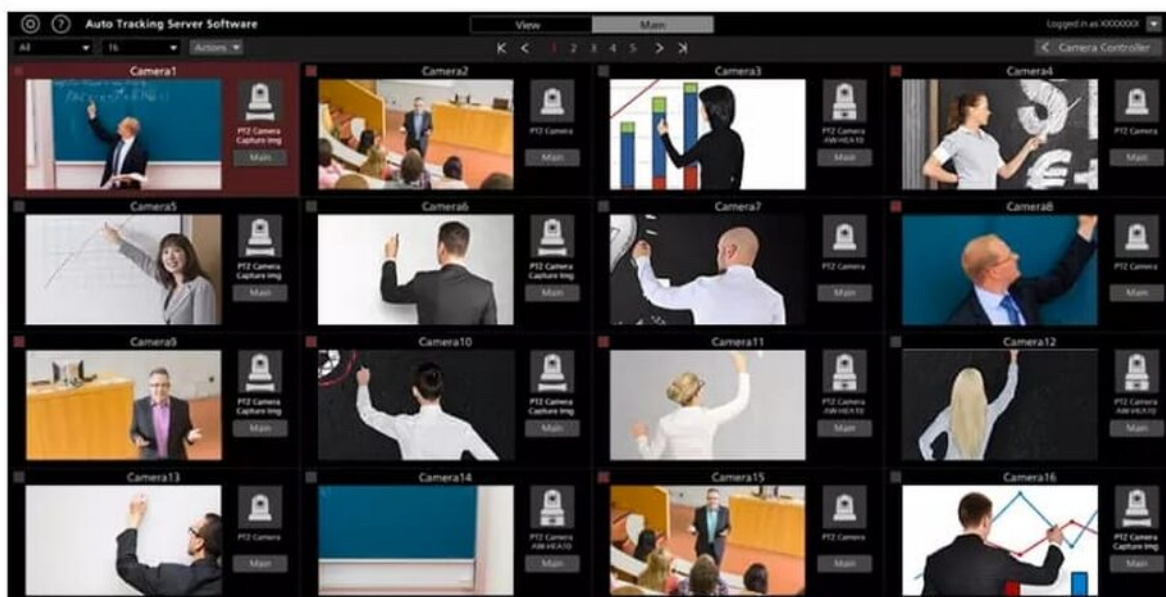 Auto Tracking Server Software
View
Main
Logged in as XXXXXXX
All
16
Actions
1 2 3 4 5
Camera Controller
Camera1
PTZ Camera
Capture Img
Main
Camera2
PTZ Camera
Main
Camera3
PTZ Camera
AW-HEA10
Main
Camera4
PTZ Camera
Main
Camera5
PTZ Camera
Capture Img
Main
Camera6
PTZ Camera
Capture Img
Main
Camera7
PTZ Camera
Main
Camera8
PTZ Camera
Main
Camera9
PTZ Camera
Capture Img
Main
Camera10
PTZ Camera
Capture Img
Main
Camera11
PTZ Camera
AW-HEA10
Main
Camera12
PTZ Camera
AW-HEA10
Main
Camera13
PTZ Camera
Main
Camera14
PTZ Camera
AW-HEA10
Main
Camera15
PTZ Camera
Main
Camera16
PTZ Camera
Capture Img
Main